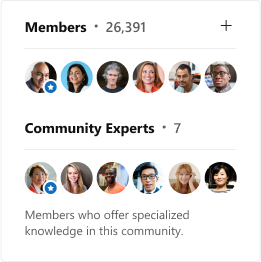 Members • 26,391
Community Experts • 7
Members who offer specialized
knowledge in this community.